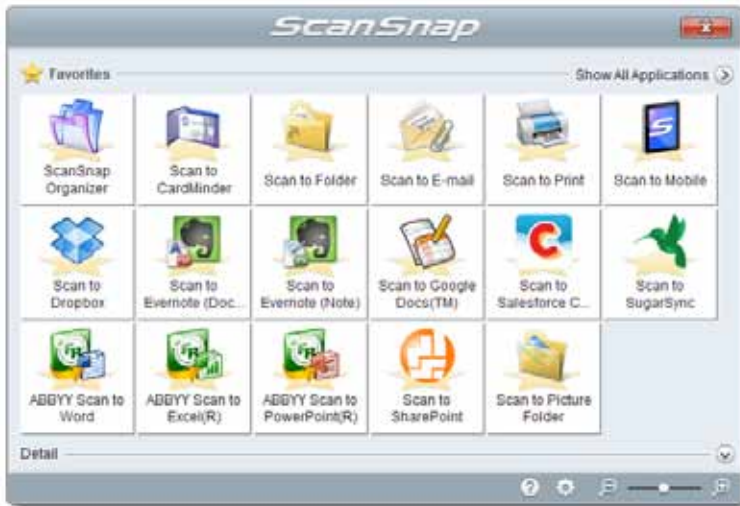 ScanSnap
Favorites
Show All Applications
ScanSnap
Organizer
Scan to
CardMinder
Scan to Folder
Scan to E-mail
Scan to Print
Scan to Mobile
Scan to
Dropbox
Scan to
Evernote (Doc...
Scan to
Evernote (Note)
Scan to Google
Docs(TM)
Scan to
Salesforce C...
Scan to
SugarSync
ABBYY Scan to
Word
ABBYY Scan to
Excel(R)
ABBYY Scan to
PowerPoint(R)
Scan to
SharePoint
Scan to Picture
Folder
Detail